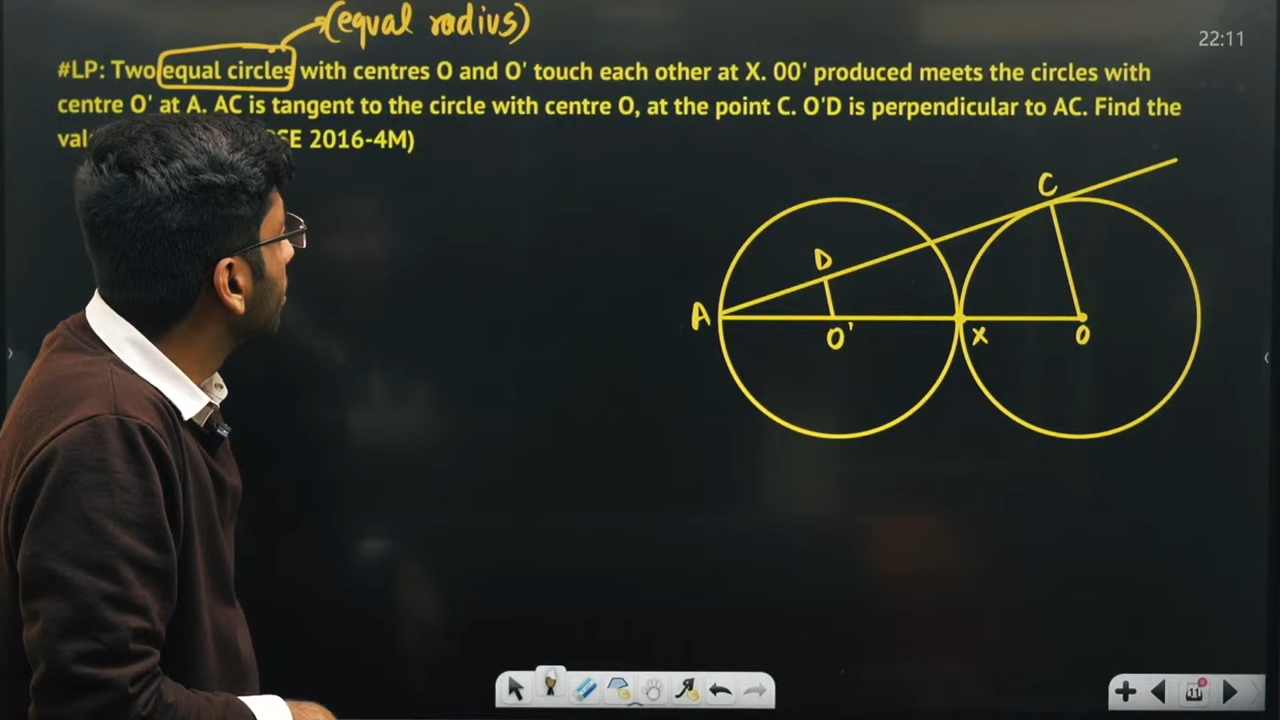 (equal radius)
22:11
#LP: Two equal circles with centres O and O' touch each other at X. OO' produced meets the circles with
centre O' at A. AC is tangent to the circle with centre O, at the point C. O'D is perpendicular to AC. Find the
2016-4M)
C
D
A
O'
X
O
11